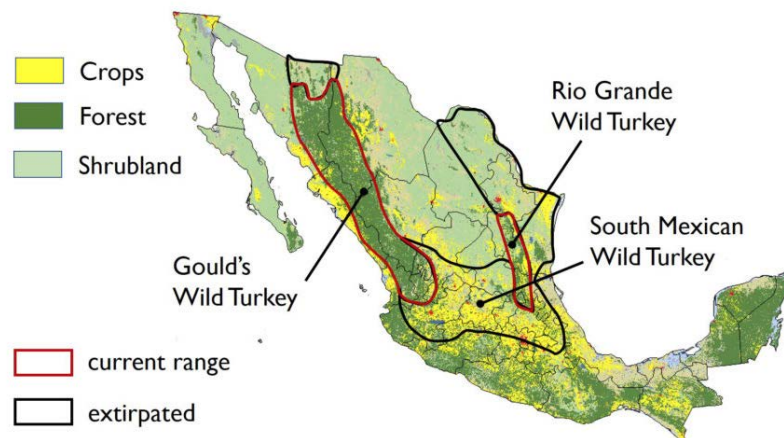 Crops
Forest
Shrubland
Rio Grande
Wild Turkey
South Mexican
Wild Turkey
Gould's
Wild Turkey
current range
extirpated